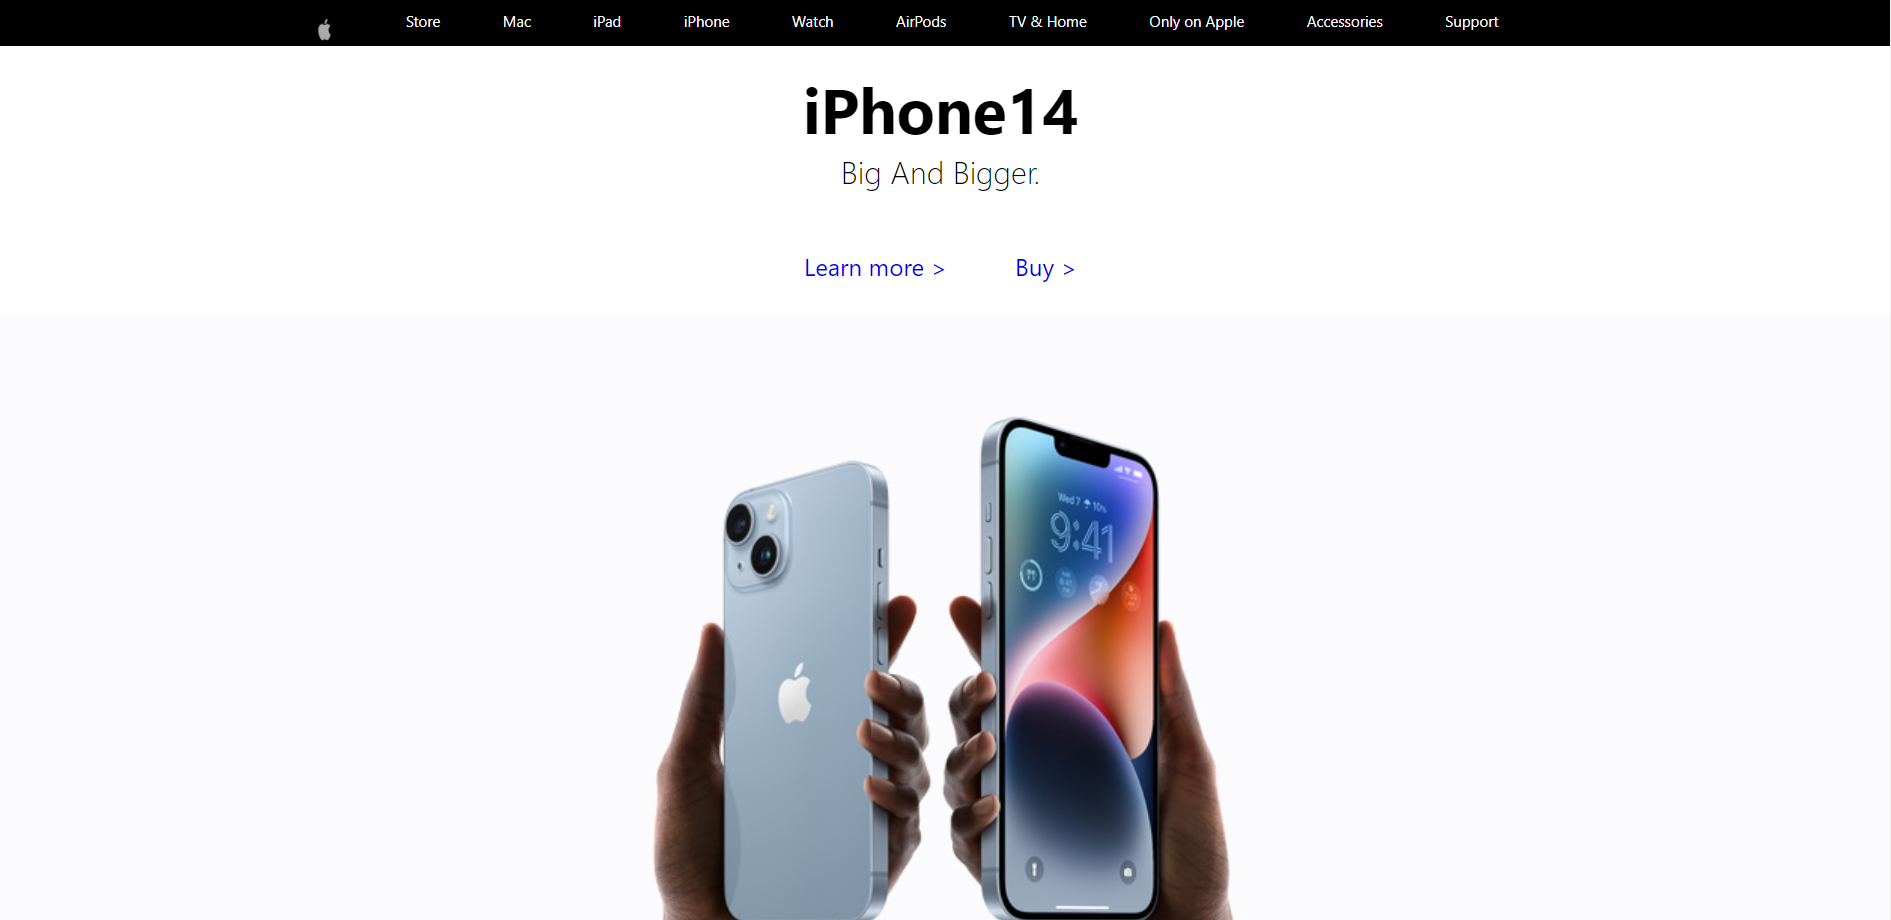 Store Mac iPad iPhone Watch AirPods TV & Home Only on Apple Accessories Support
iPhone14
Big And Bigger.
Learn more > Buy >
Wed 7 10%
9:41